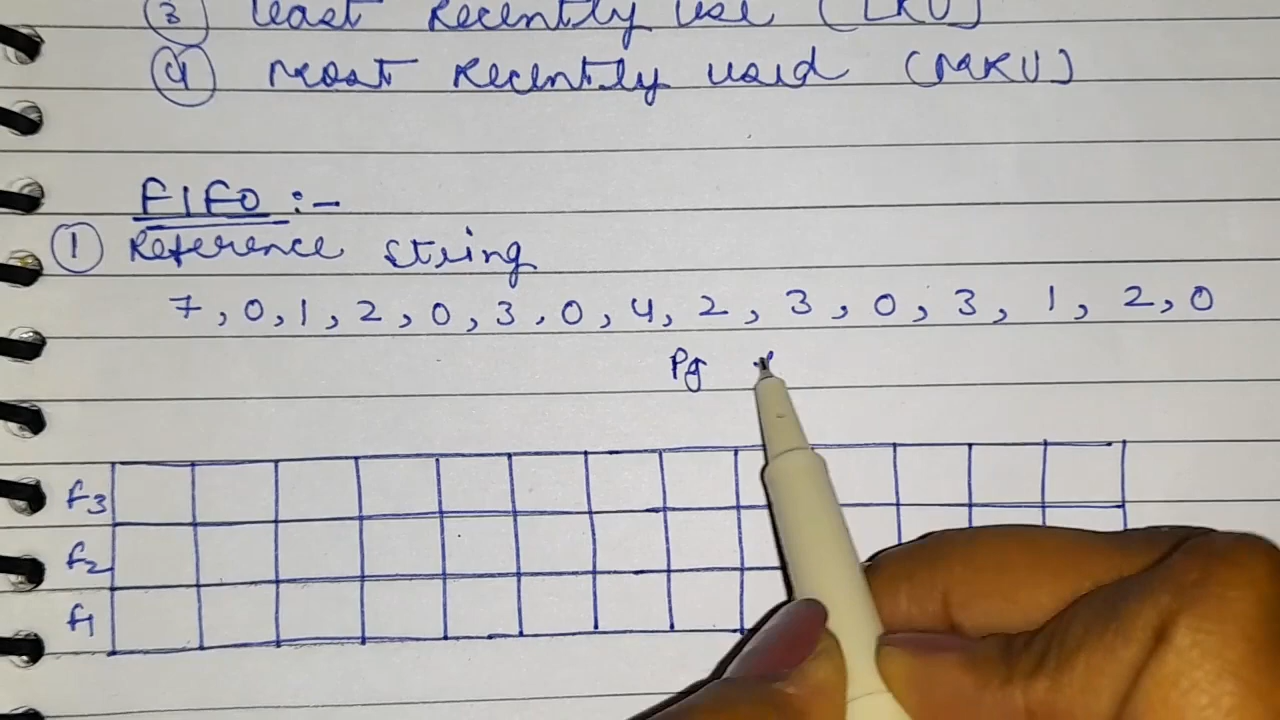 ③ Least Recently Use (LRU)
④ Most Recently Used (MRU)
FIFO :-
① Reference string
7, 0, 1, 2, 0, 3, 0, 4, 2, 3, 0, 3, 1, 2, 0
Pg
f3
f2
f1